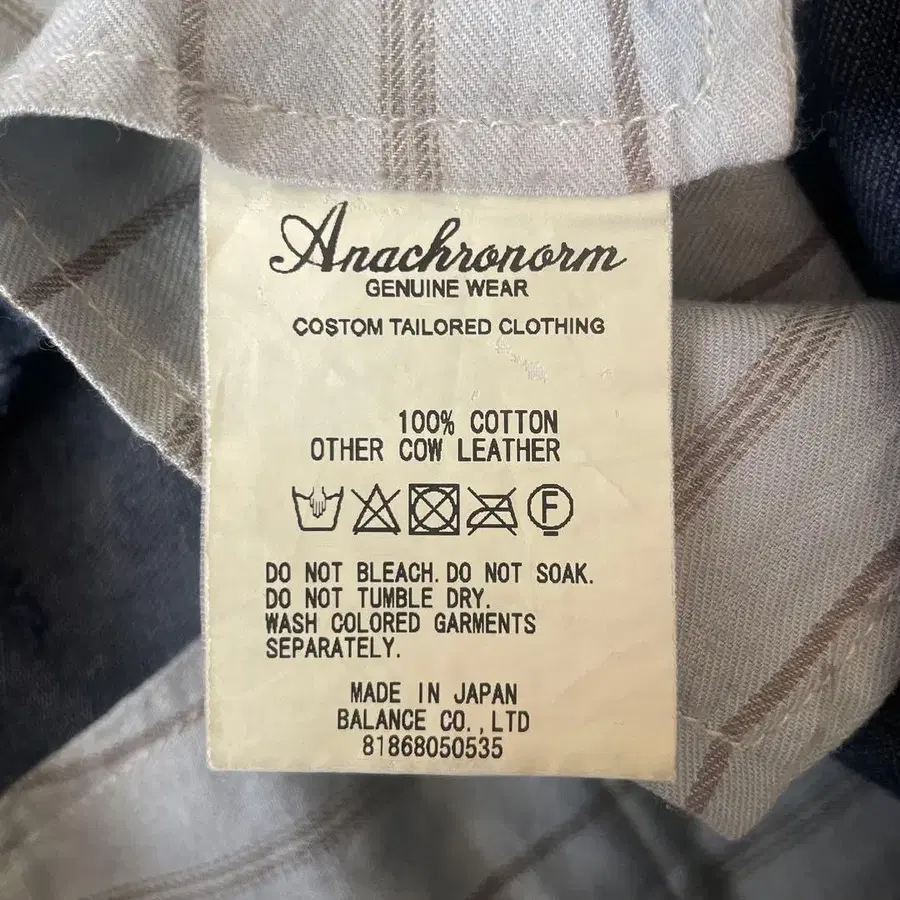 Anachronorm
GENUINE WEAR
COSTOM TAILORED CLOTHING
100% COTTON
OTHER COW LEATHER
F
DO NOT BLEACH. DO NOT SOAK.
DO NOT TUMBLE DRY.
WASH COLORED GARMENTS
SEPARATELY.
MADE IN JAPAN
BALANCE CO., LTD
81868050535